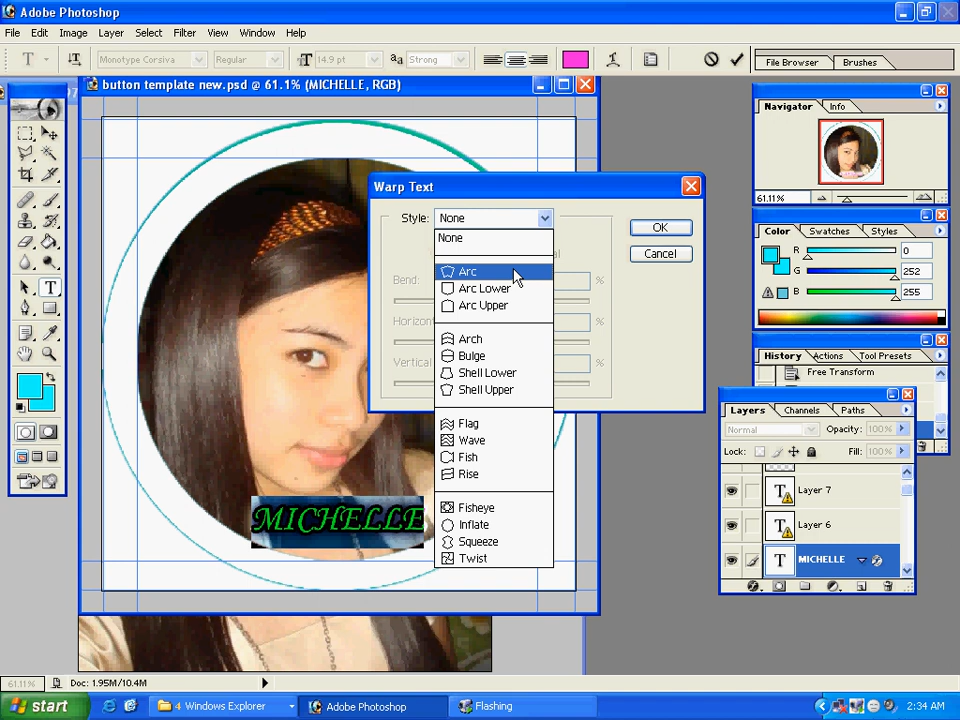 Adobe Photoshop
File Edit Image Layer Select Filter View Window Help
T Monotype Corsiva Regular T 14.9 pt aa Strong File Browser Brushes
button template new.psd @ 61.1% (MICHELLE, RGB)
Navigator Info
61.11%
Warp Text
Style: None
OK
Cancel
None
Arc
Arc Lower
Arc Upper
Arch
Bulge
Shell Lower
Shell Upper
Flag
Wave
Fish
Rise
Fisheye
Inflate
Squeeze
Twist
Bend: %
Horizon %
Vertical %
Color Swatches Styles
R 0
G 252
B 255
History Actions Tool Presets
Free Transform
Layers Channels Paths
Normal Opacity: 100%
Lock: Fill: 100%
T Layer 7
T Layer 6
T MICHELLE
MICHELLE
61.11% Doc: 1.95M/10.4M
start 4 Windows Explorer Adobe Photoshop Flashing 2:34 AM